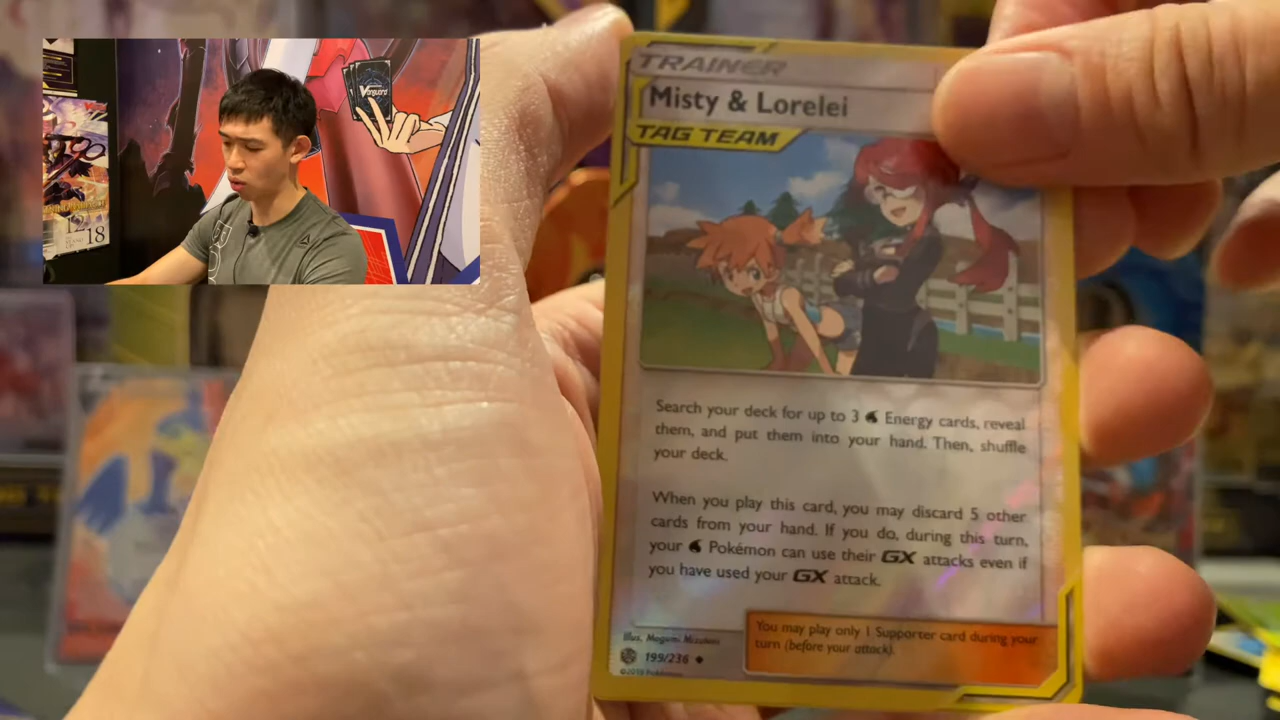 TRAINER
Misty & Lorelei
TAG TEAM
Search your deck for up to 3 Energy cards, reveal
them, and put them into your hand. Then, shuffle
your deck.
When you play this card, you may discard 5 other
cards from your hand. If you do, during this turn,
your Pokémon can use their GX attacks even if
you have used your GX attack.
You may play only 1 Supporter card during your
turn (before your attack).
Illus. Megumi Mizutani
199/236
©2019 Pokémon
Vanguard
12
18